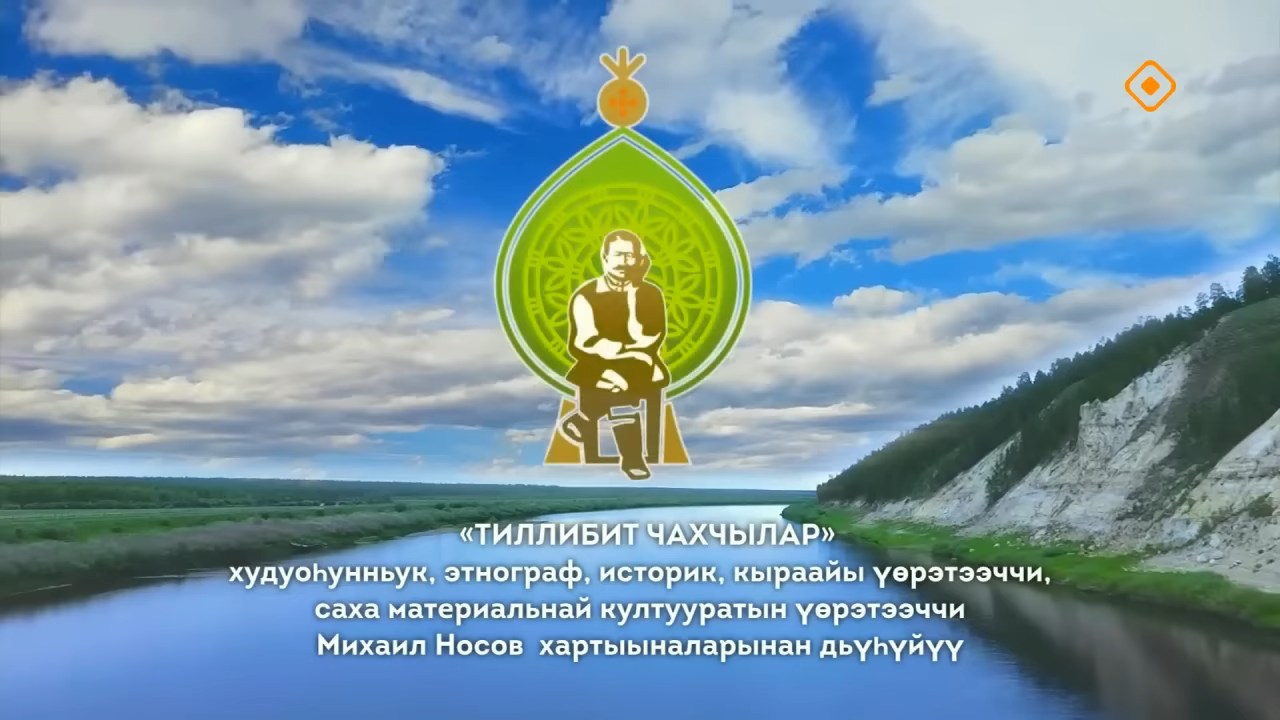 «ТИЛЛИБИТ ЧАХЧЫЛАР»
худуоһунньук, этнограф, историк, кыраайы үөрэтээччи,
саха материальнай култууратын үөрэтээччи
Михаил Носов хартыыналарынан дьүһүйүү